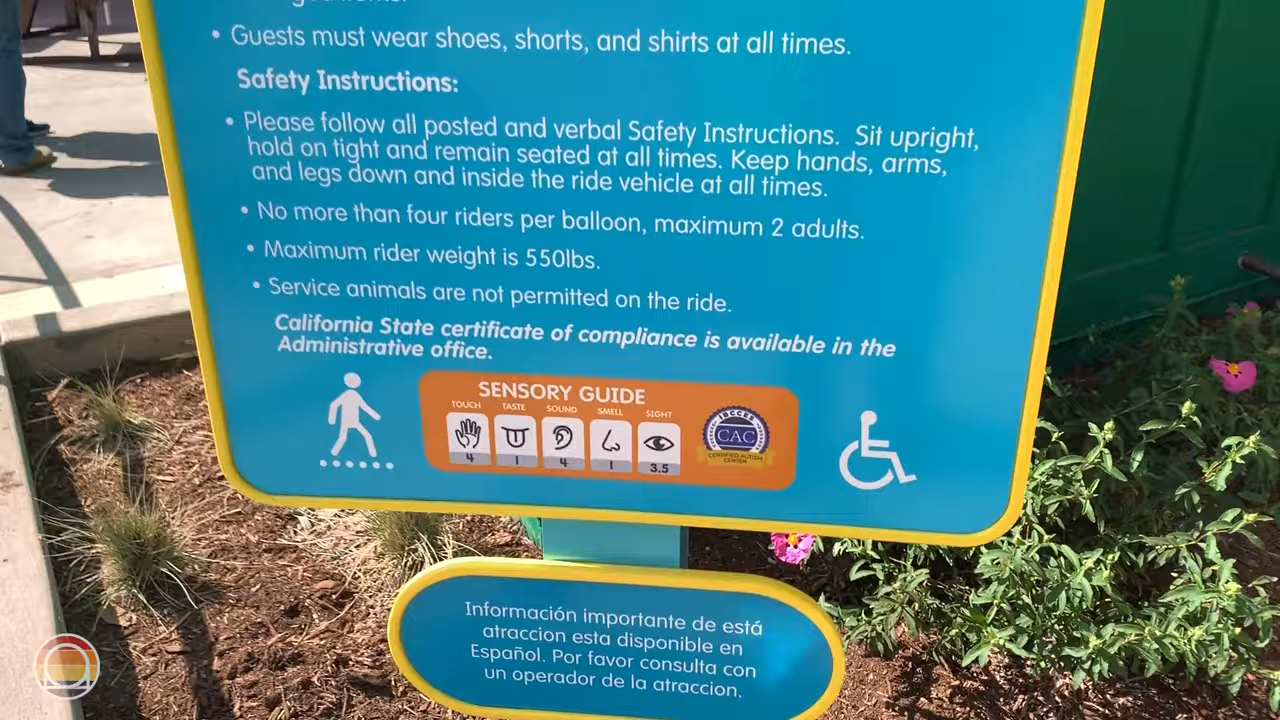 • Guests must wear shoes, shorts, and shirts at all times.
Safety Instructions:
• Please follow all posted and verbal Safety Instructions. Sit upright,
hold on tight and remain seated at all times. Keep hands, arms,
and legs down and inside the ride vehicle at all times.
• No more than four riders per balloon, maximum 2 adults.
• Maximum rider weight is 550lbs.
• Service animals are not permitted on the ride.
California State certificate of compliance is available in the
Administrative office.
SENSORY GUIDE
TOUCH TASTE SOUND SMELL SIGHT
4 1 4 1 3.5
IBCCES
CAC
CERTIFIED AUTISM
CENTER
Información importante de está
atraccion esta disponible en
Español. Por favor consulta con
un operador de la atraccion.